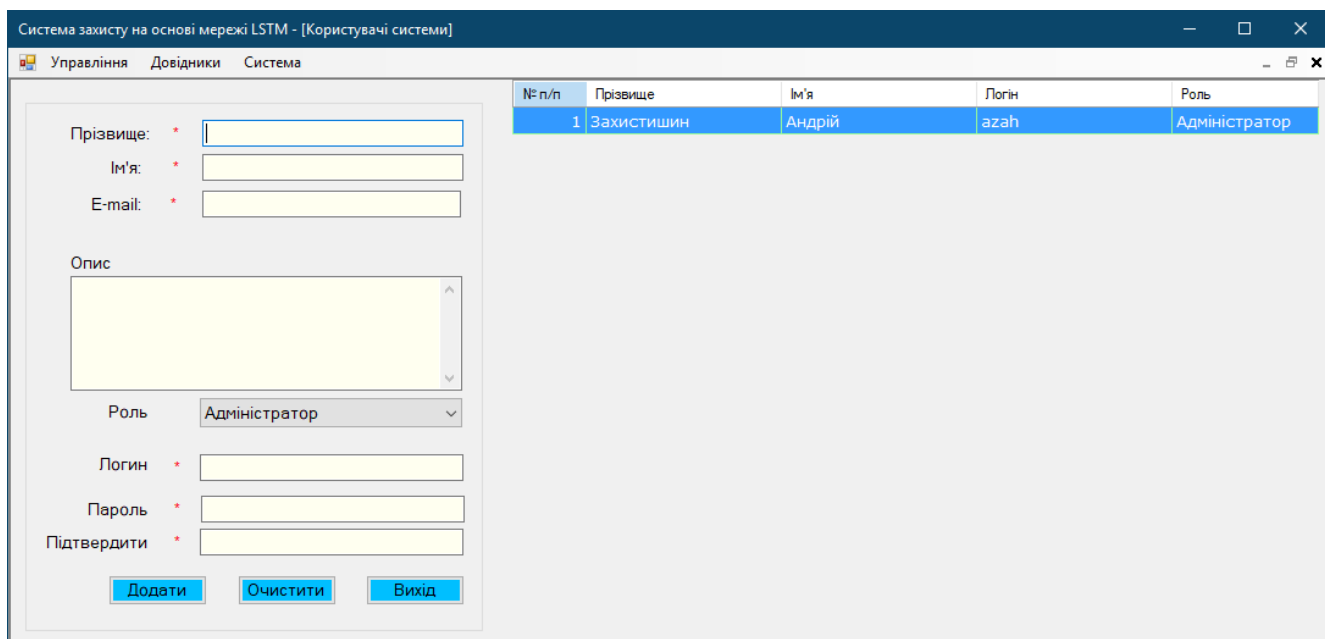 Система захисту на основі мережі LSTM - [Користувачі системи]
Управління Довідники Система
№ п/п Прізвище Ім'я Логін Роль
1 Захистишин Андрій azah Адміністратор
Прізвище: *
Ім'я: *
E-mail: *
Опис
Роль Адміністратор
Логин *
Пароль *
Підтвердити *
Додати Очистити Вихід